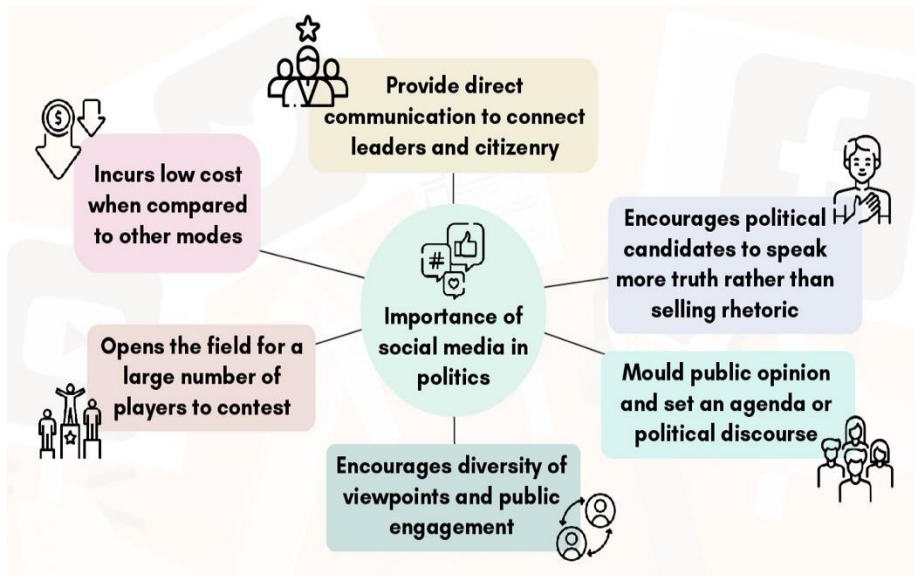 Provide direct
communication to connect
leaders and citizenry
Incurs low cost
when compared
to other modes
Encourages political
candidates to speak
more truth rather than
selling rhetoric
#
Importance of
social media in
politics
Opens the field for a
large number of
players to contest
Mould public opinion
and set an agenda or
political discourse
Encourages diversity of
viewpoints and public
engagement
$